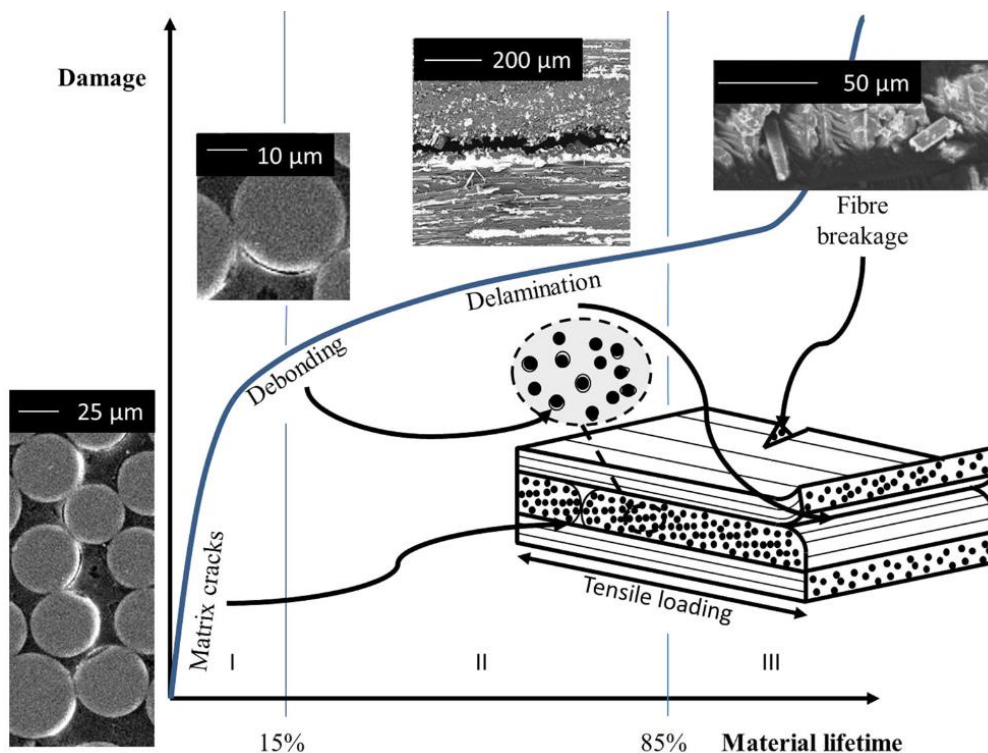 Damage
200 μm
50 μm
10 μm
Fibre
breakage
Delamination
Debonding
25 μm
Matrix cracks
Tensile loading
I
II
III
15%
85%
Material lifetime